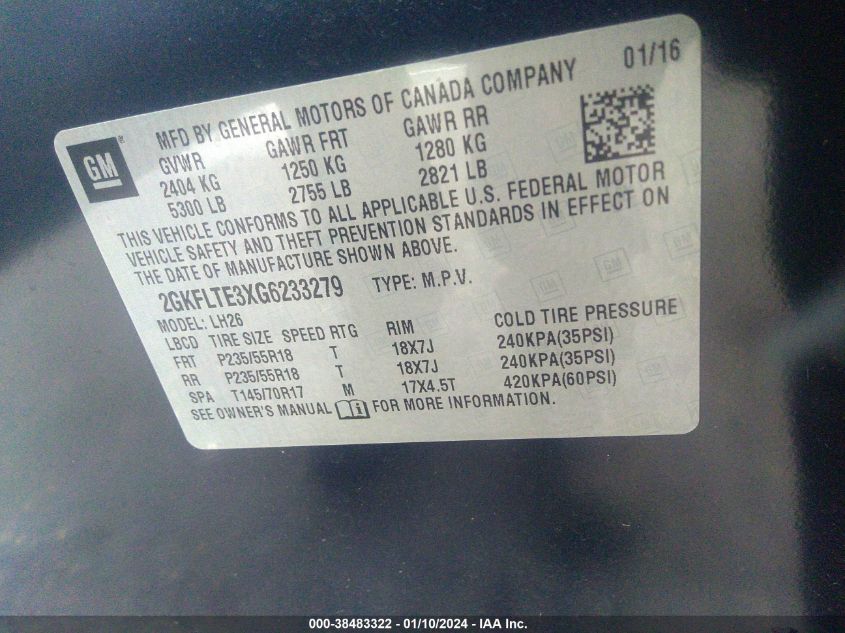 01/16
GM
MFD BY GENERAL MOTORS OF CANADA COMPANY
GVWR GAWR FRT GAWR RR
2404 KG 1250 KG 1280 KG
5300 LB 2755 LB 2821 LB
THIS VEHICLE CONFORMS TO ALL APPLICABLE U.S. FEDERAL MOTOR
VEHICLE SAFETY AND THEFT PREVENTION STANDARDS IN EFFECT ON
THE DATE OF MANUFACTURE SHOWN ABOVE.
2GKFLTE3XG6233279 TYPE: M.P.V.
MODEL: LH26
LBCD TIRE SIZE SPEED RTG RIM COLD TIRE PRESSURE
FRT P235/55R18 T 18X7J 240KPA(35PSI)
RR P235/55R18 T 18X7J 240KPA(35PSI)
SPA T145/70R17 M 17X4.5T 420KPA(60PSI)
SEE OWNER'S MANUAL FOR MORE INFORMATION.
000-38483322 - 01/10/2024 - IAA Inc.